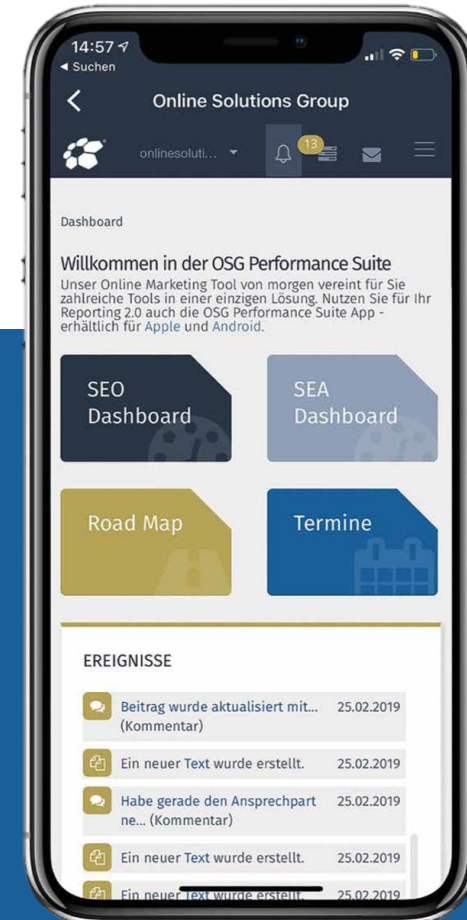 14:57
◄ Suchen
Online Solutions Group
onlinesoluti...
13
Dashboard
Willkommen in der OSG Performance Suite
Unser Online Marketing Tool von morgen vereint für Sie
zahlreiche Tools in einer einzigen Lösung. Nutzen Sie für Ihr
Reporting 2.0 auch die OSG Performance Suite App -
erhältlich für Apple und Android.
SEO
Dashboard
SEA
Dashboard
Road Map
Termine
EREIGNISSE
Beitrag wurde aktualisiert mit... 25.02.2019
(Kommentar)
Ein neuer Text wurde erstellt. 25.02.2019
Habe gerade den Ansprechpart 25.02.2019
ne... (Kommentar)
Ein neuer Text wurde erstellt. 25.02.2019
Ein neuer Text wurde erstellt. 25.02.2019